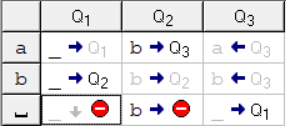 Q₁ Q₂ Q₃
a _ → Q₁ b → Q₃ a ← Q₃
b _ → Q₂ b → Q₂ b ← Q₃
␣ _ ↓ ⛔ b → ⛔ _ → Q₁